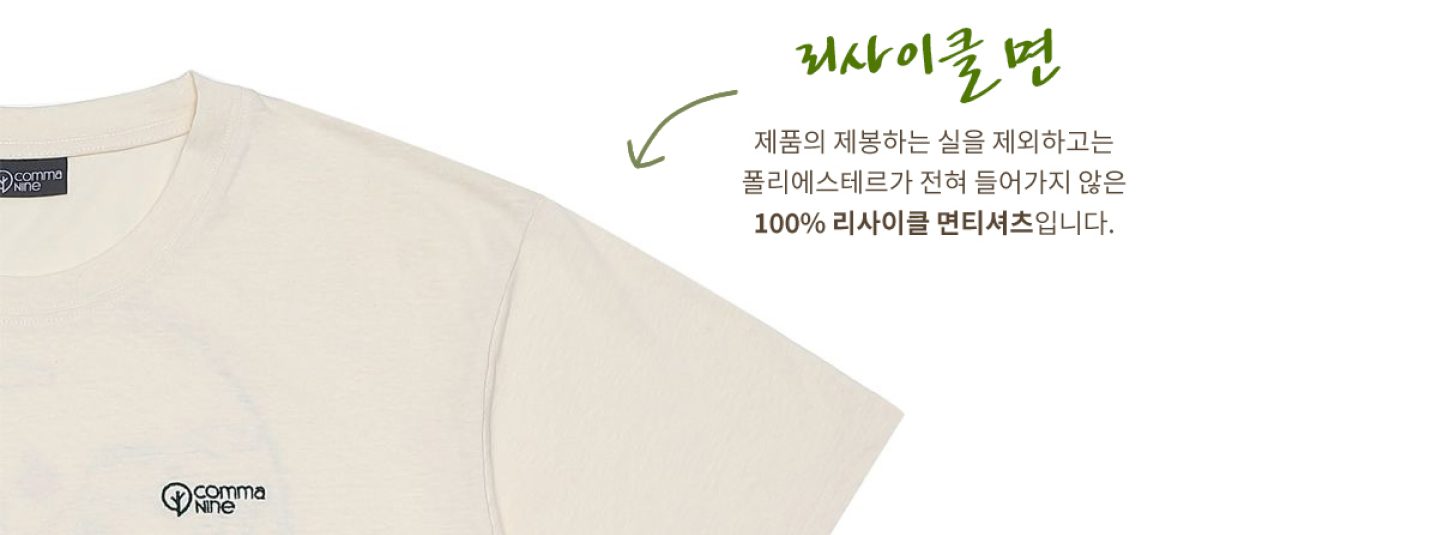 리사이클 면
제품의 제봉하는 실을 제외하고는
폴리에스테르가 전혀 들어가지 않은
100% 리사이클 면티셔츠입니다.
comma
NINE
comma
NINE